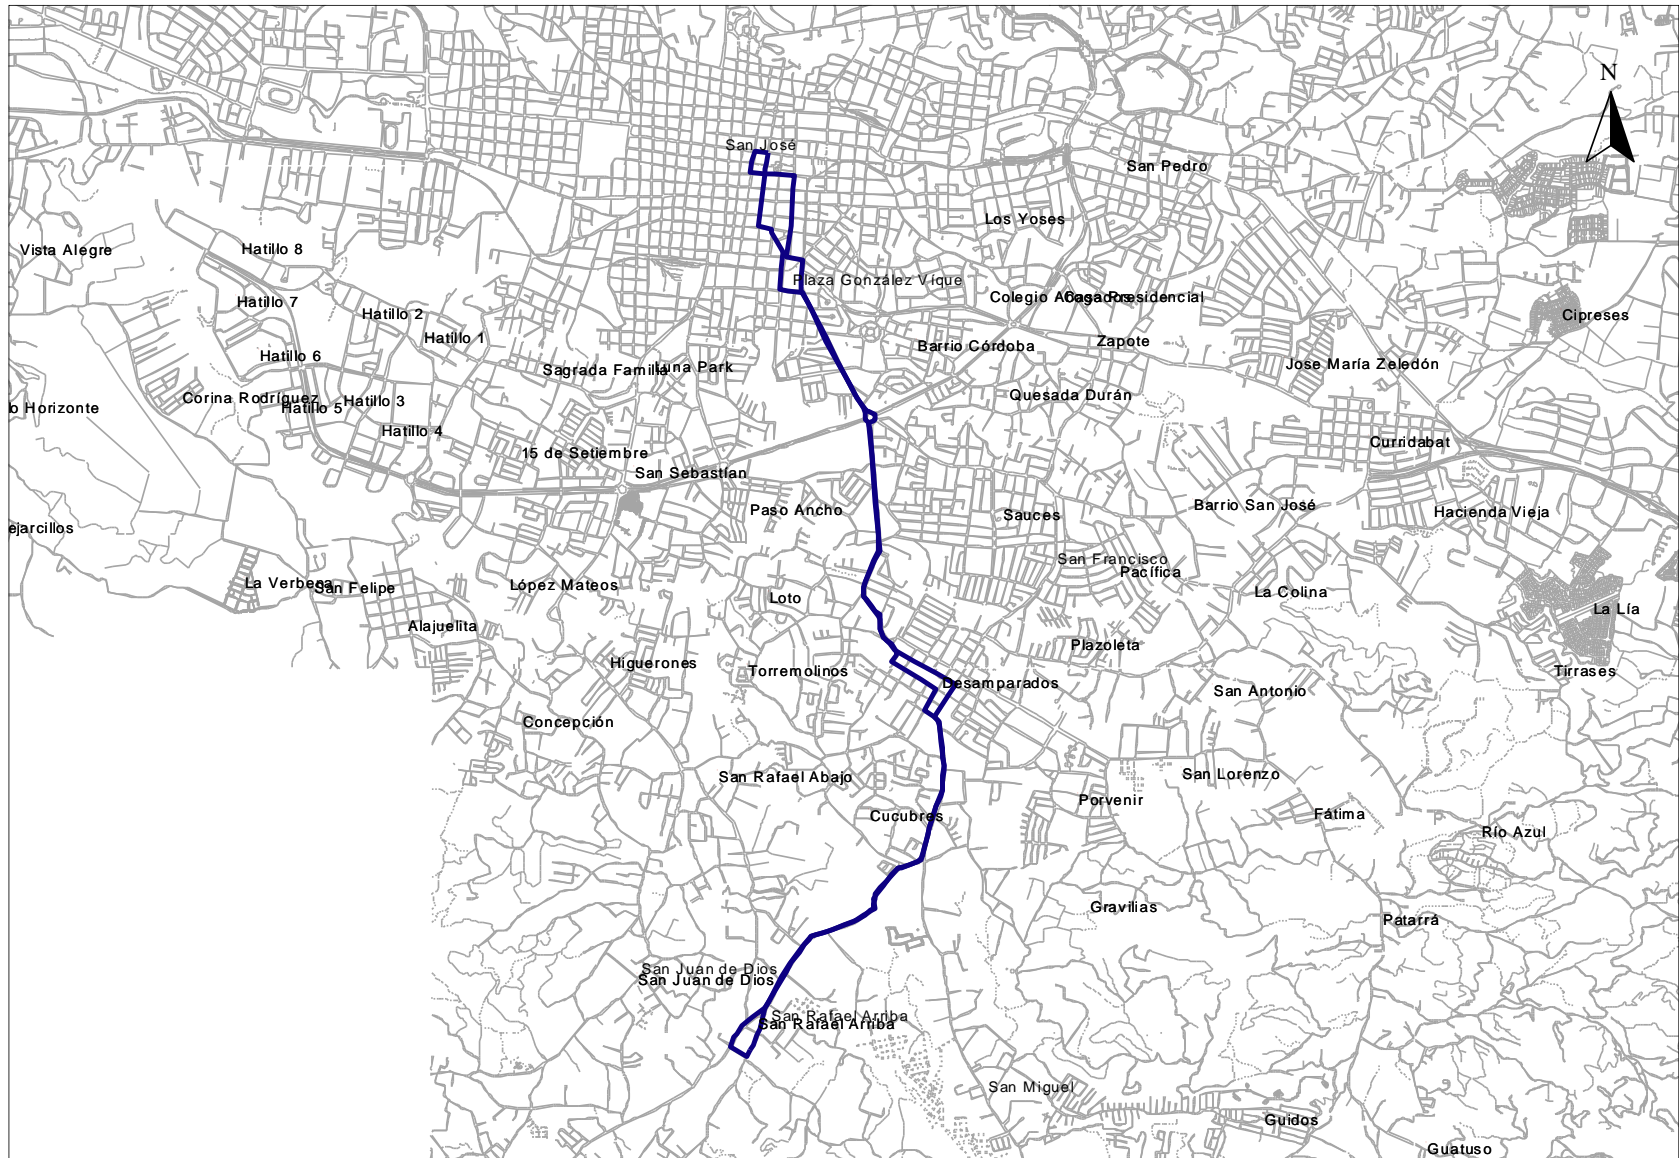 N
San José
San Pedro
Los Yoses
Vista Alegre
Hatillo 8
Plaza González Víque
Hatillo 7
Colegio Abogados
Casa Presidencial
Hatillo 2
Cipreses
Hatillo 1
Zapote
Barrio Córdoba
Hatillo 6
Jose María Zeledón
Luna Park
Sagrada Familia
Quesada Durán
Corina Rodríguez
Hatillo 3
Hatillo 5
o Horizonte
Hatillo 4
Curridabat
15 de Setiembre
San Sebastían
Barrio San José
Paso Ancho
Sauces
Hacienda Vieja
ejarcillos
San Francisco
Pacífica
La Verbena
San Felipe
López Mateos
La Colina
Loto
La Lía
Alajuelita
Plazoleta
Higuerones
Torremolinos
Tirrases
Desamparados
San Antonio
Concepción
San Rafael Abajo
San Lorenzo
Porvenir
Cucubres
Fátima
Río Azul
Gravilias
Patarrá
San Juan de Dios
San Juan de Dios
San Rafael Arriba
San Rafael Arriba
San Miguel
Guidos
Guatuso